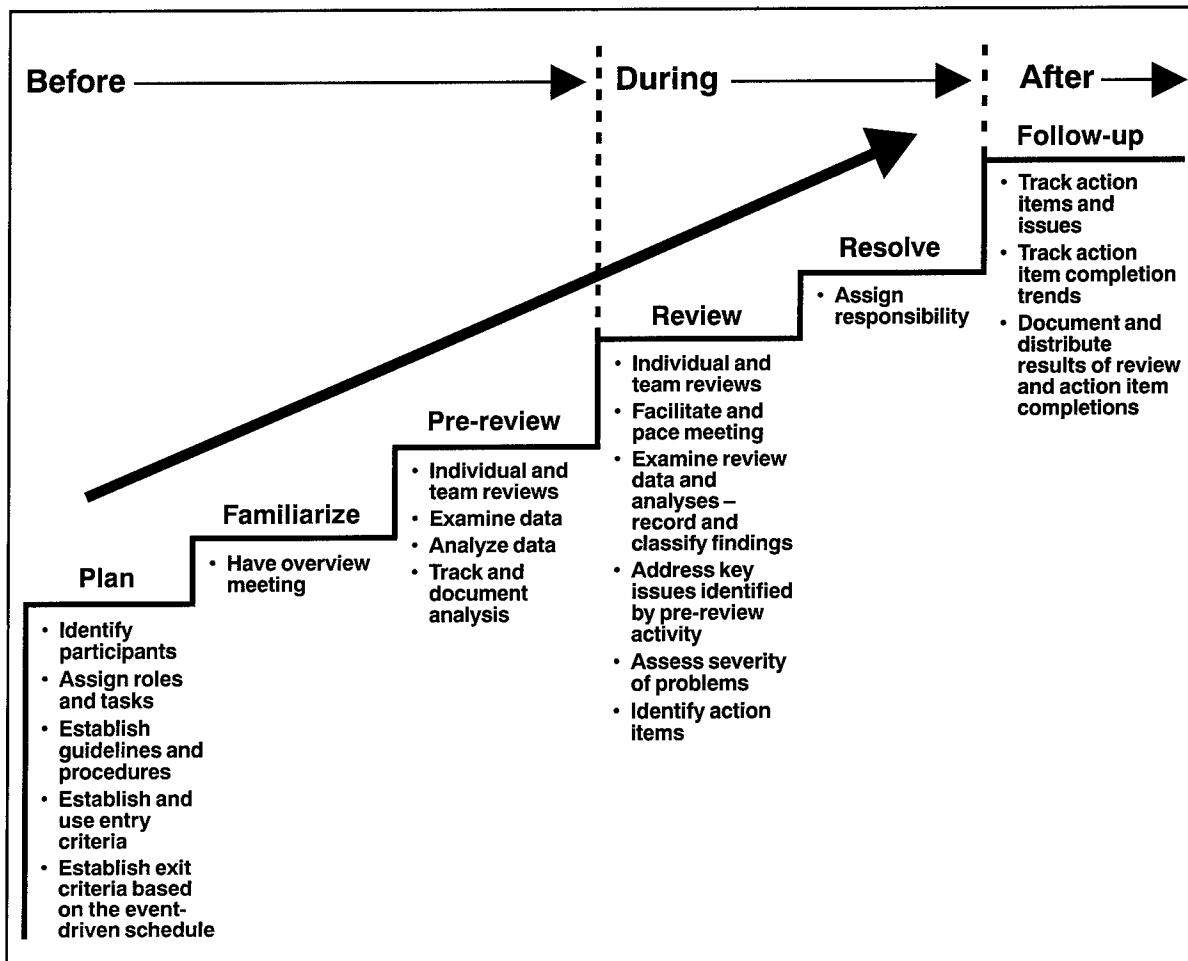 Before
During
After
Plan
• Identify
participants
• Assign roles
and tasks
• Establish
guidelines and
procedures
• Establish and
use entry
criteria
• Establish exit
criteria based
on the event-
driven schedule
Familiarize
• Have overview
meeting
Pre-review
• Individual and
team reviews
• Examine data
• Analyze data
• Track and
document
analysis
Review
• Individual and
team reviews
• Facilitate and
pace meeting
• Examine review
data and
analyses –
record and
classify findings
• Address key
issues identified
by pre-review
activity
• Assess severity
of problems
• Identify action
items
Resolve
• Assign
responsibility
Follow-up
• Track action
items and
issues
• Track action
item completion
trends
• Document and
distribute
results of review
and action item
completions